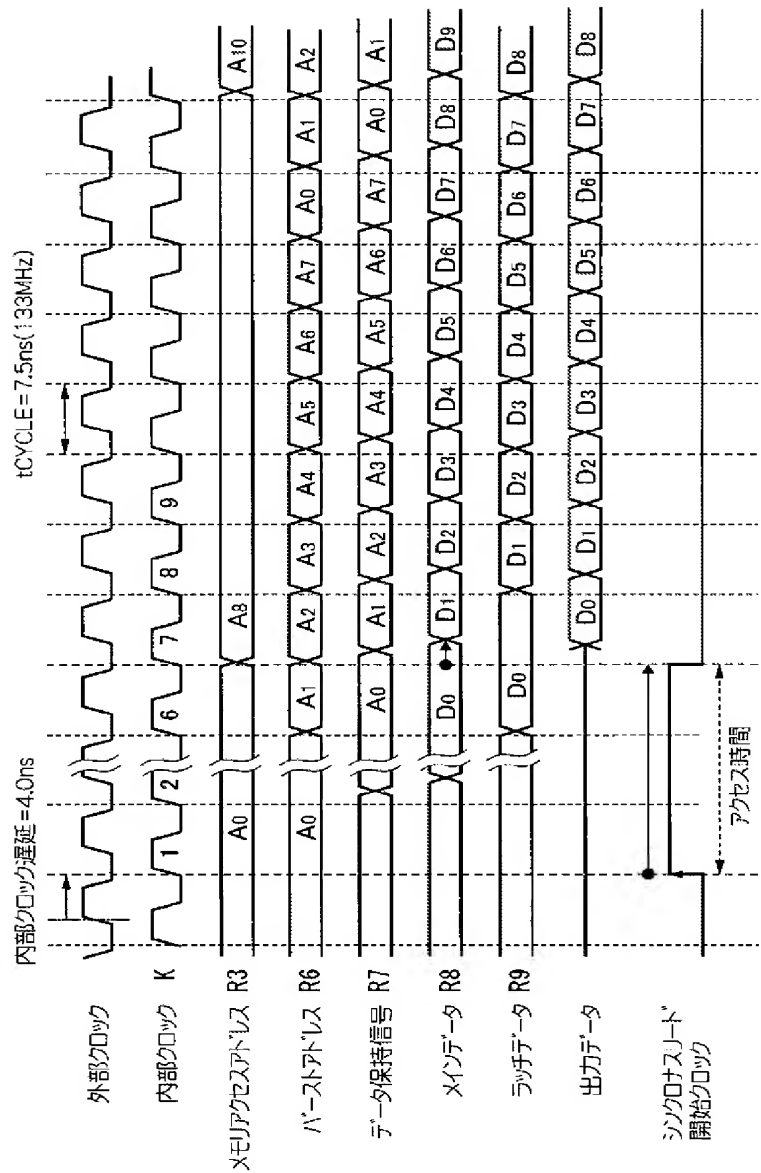 内部クロック遅延=4.0ns
tCYCLE=7.5ns(133MHz)
外部クロック
内部クロック K
1 2 6 7 8 9
メモリアクセスアドレス R3
A0 A8 A10
バーストアドレス R6
A0 A1 A2 A3 A4 A5 A6 A7 A0 A1 A2
データ保持信号 R7
A0 A1 A2 A3 A4 A5 A6 A7 A0 A1
メインデータ R8
D0 D1 D2 D3 D4 D5 D6 D7 D8 D9
ラッチデータ R9
D0 D1 D2 D3 D4 D5 D6 D7 D8
出力データ
D0 D1 D2 D3 D4 D5 D6 D7 D8
シンクロナスリード
開始クロック
アクセス時間